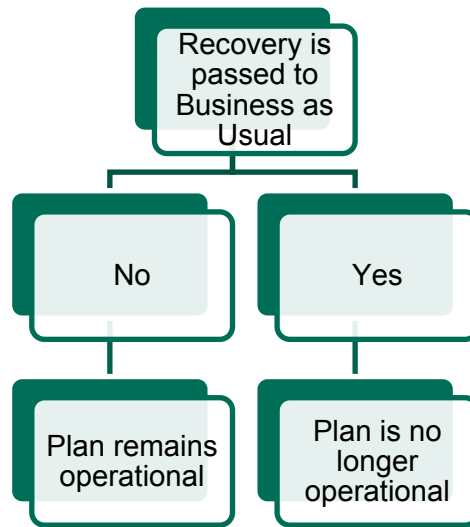 Recovery is
passed to
Business as
Usual
No
Yes
Plan remains
operational
Plan is no
longer
operational